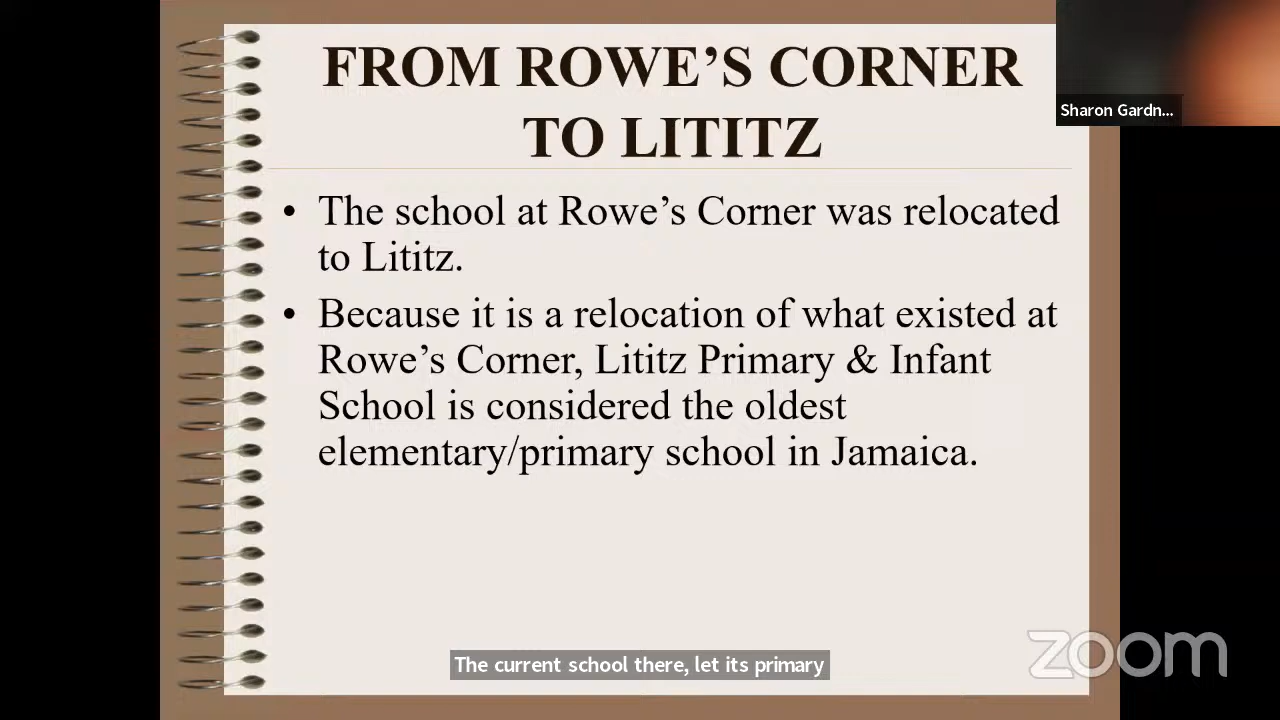 FROM ROWE’S CORNER
TO LITITZ
Sharon Gardn...
• The school at Rowe’s Corner was relocated
to Lititz.
• Because it is a relocation of what existed at
Rowe’s Corner, Lititz Primary & Infant
School is considered the oldest
elementary/primary school in Jamaica.
The current school there, let its primary
zoom